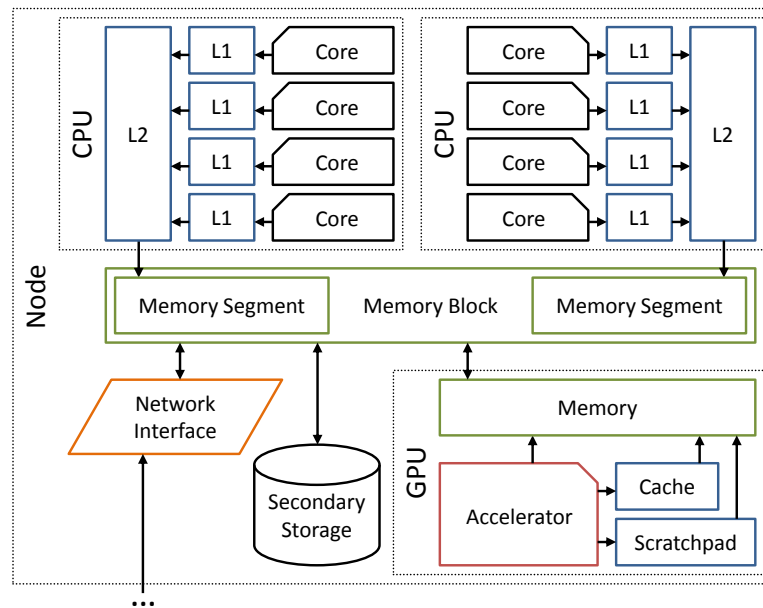 CPU
L2
L1
Core
L1
Core
L1
Core
L1
Core
CPU
Core
L1
Core
L1
Core
L1
Core
L1
L2
Node
Memory Segment
Memory Block
Memory Segment
Network
Interface
Secondary
Storage
GPU
Memory
Accelerator
Cache
Scratchpad
...